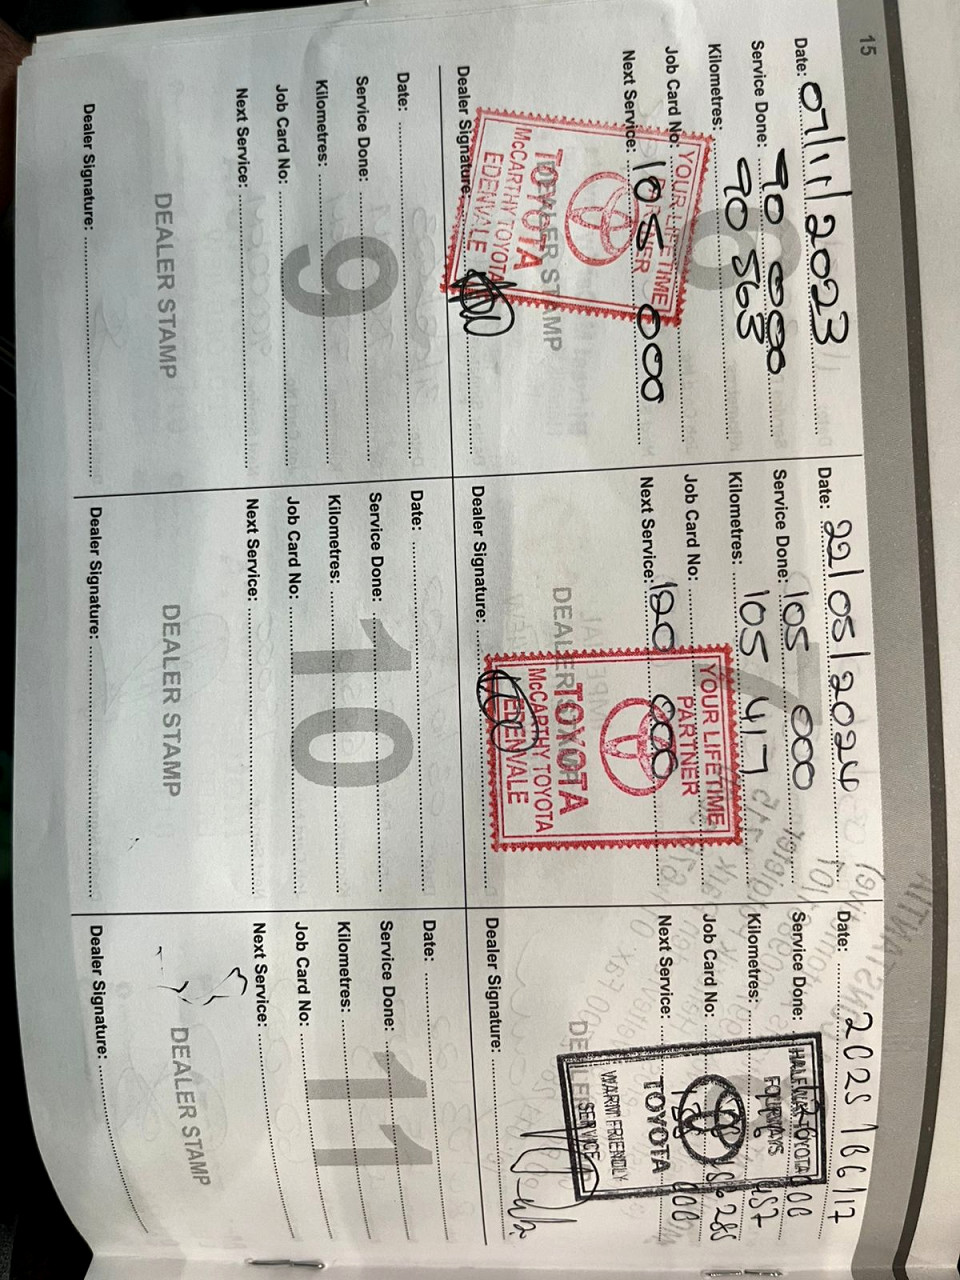 15
Date: 07/11/2023
Service Done: 90 000
Kilometres: 90 563
Job Card No:
Next Service: 105 000
YOUR LIFETIME
PARTNER
TOYOTA
McCARTHY TOYOTA
EDENVALE
DEALER STAMP
Dealer Signature:
Date: 22/05/2024
Service Done: 105 000
Kilometres: 105 417
Job Card No:
Next Service: 120 000
YOUR LIFETIME
PARTNER
TOYOTA
McCARTHY TOYOTA
EDENVALE
DEALER STAMP
Dealer Signature:
Date: 2025/06/17
Service Done:
Kilometres:
Job Card No:
Next Service:
HALFWAY TOYOTA
FOURWAYS
TOYOTA
WARM FRIENDLY
SERVICE
Dealer Signature:
9
Date:
Service Done:
Kilometres:
Job Card No:
Next Service:
DEALER STAMP
Dealer Signature:
10
Date:
Service Done:
Kilometres:
Job Card No:
Next Service:
DEALER STAMP
Dealer Signature:
11
Date:
Service Done:
Kilometres:
Job Card No:
Next Service:
DEALER STAMP
Dealer Signature: